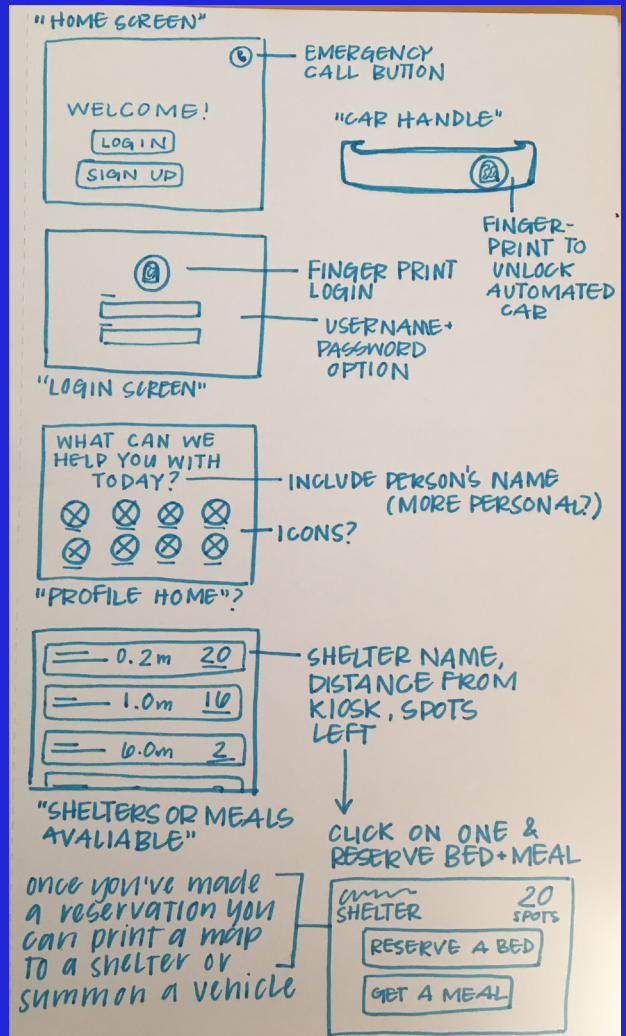 "HOME SCREEN"
EMERGENCY
CALL BUTTON
WELCOME!
LOGIN
SIGN UP
"CAR HANDLE"
FINGER-
PRINT TO
UNLOCK
AUTOMATED
CAR
FINGER PRINT
LOGIN
USERNAME+
PASSWORD
OPTION
"LOGIN SCREEN"
WHAT CAN WE
HELP YOU WITH
TODAY?
INCLUDE PERSON'S NAME
(MORE PERSONAL?)
ICONS?
"PROFILE HOME"?
0.2m 20
1.0m 16
6.0m 2
SHELTER NAME,
DISTANCE FROM
KIOSK, SPOTS
LEFT
"SHELTERS OR MEALS
AVALIABLE"
CLICK ON ONE &
RESERVE BED+MEAL
once you've made
a reservation you
can print a map
to a shelter or
summon a vehicle
SHELTER
20
SPOTS
RESERVE A BED
GET A MEAL